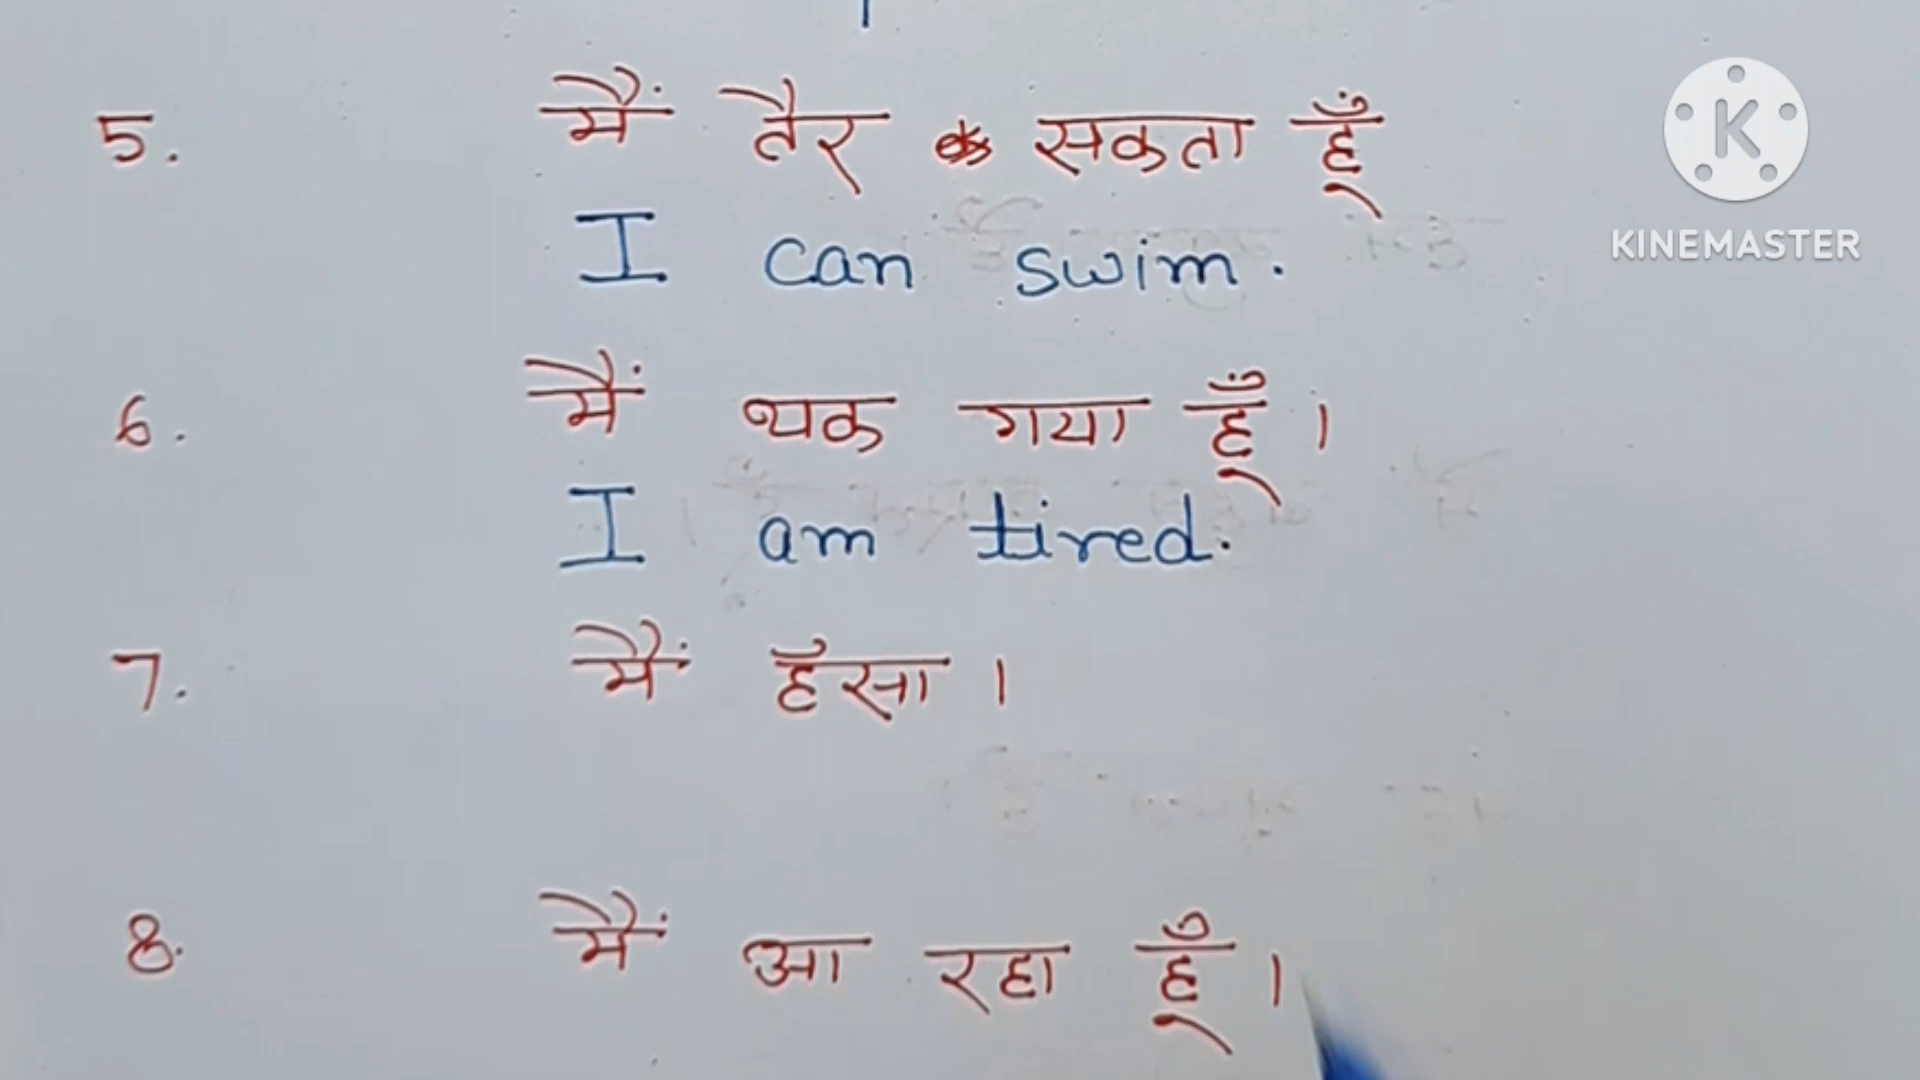 5. मैं तैर सकता हूँ
I can swim.
6. मैं थक गया हूँ।
I am tired.
7. मैं हँसा।
8. मैं आ रहा हूँ।
K
KINEMASTER